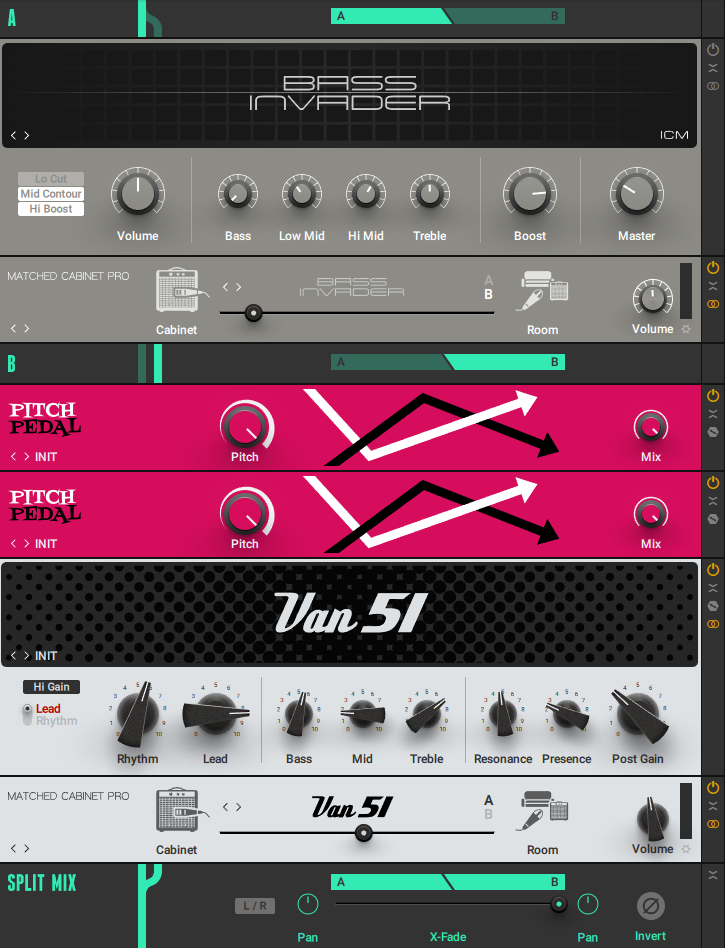 A
A B
BASS
INVADER
ICM
Lo Cut
Mid Contour
Hi Boost
Volume
Bass
Low Mid
Hi Mid
Treble
Boost
Master
MATCHED CABINET PRO
BASS
INVADER
A
B
Cabinet
Room
Volume
B
A B
PITCH
PEDAL
INIT
Pitch
Mix
PITCH
PEDAL
INIT
Pitch
Mix
Van 51
INIT
Hi Gain
Lead
Rhythm
Rhythm
Lead
Bass
Mid
Treble
Resonance
Presence
Post Gain
MATCHED CABINET PRO
Van 51
A
B
Cabinet
Room
Volume
SPLIT MIX
A B
L / R
Pan
X-Fade
Pan
Invert